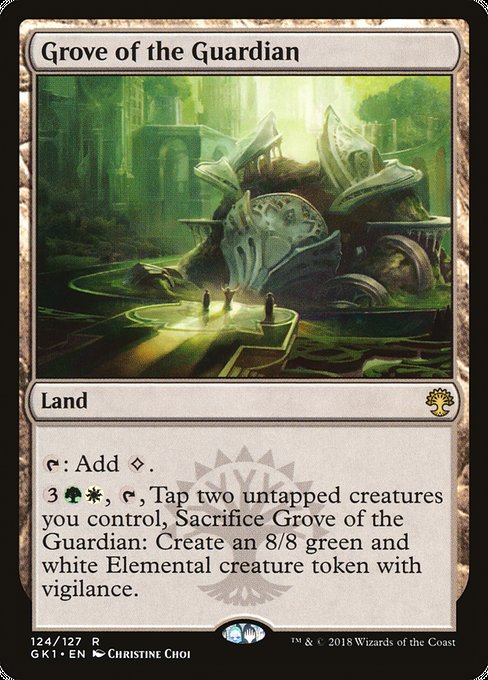 Grove of the Guardian
Land
: Add .
3, , Tap two untapped creatures
you control, Sacrifice Grove of the
Guardian: Create an 8/8 green and
white Elemental creature token with
vigilance.
124/127 R
GK1 • EN Christine Choi
™ & © 2018 Wizards of the Coast